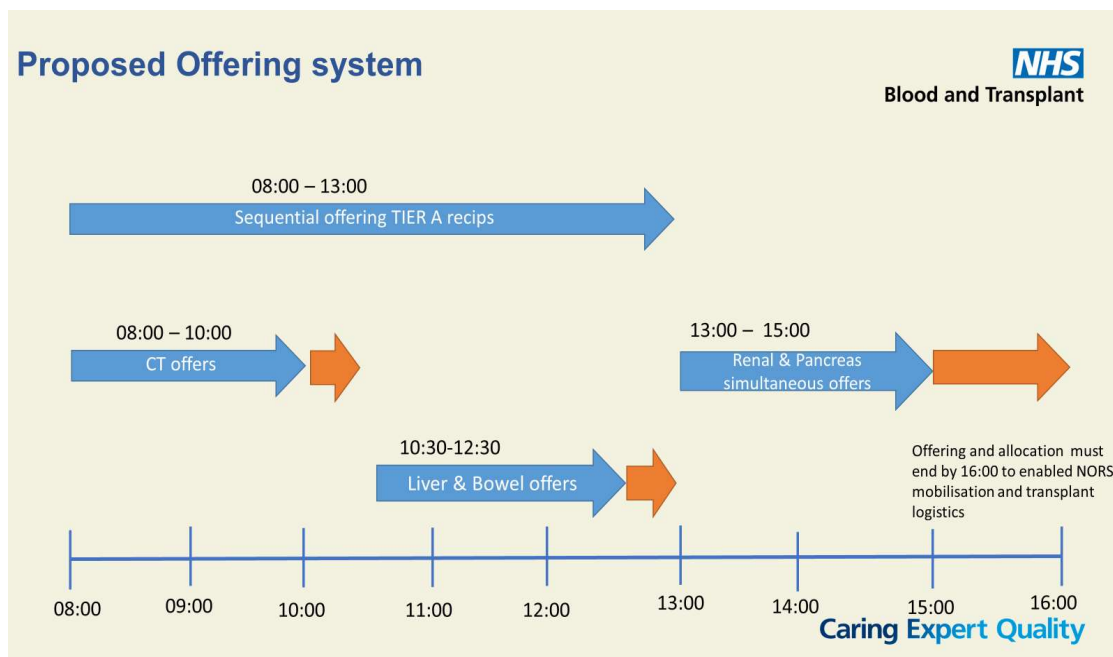 Proposed Offering system
NHS
Blood and Transplant
08:00 – 13:00
Sequential offering TIER A recips
08:00 – 10:00
CT offers
13:00 – 15:00
Renal & Pancreas
simultaneous offers
10:30-12:30
Liver & Bowel offers
Offering and allocation must
end by 16:00 to enabled NORS
mobilisation and transplant
logistics
08:00 09:00 10:00 11:00 12:00 13:00 14:00 15:00 16:00
Caring Expert Quality